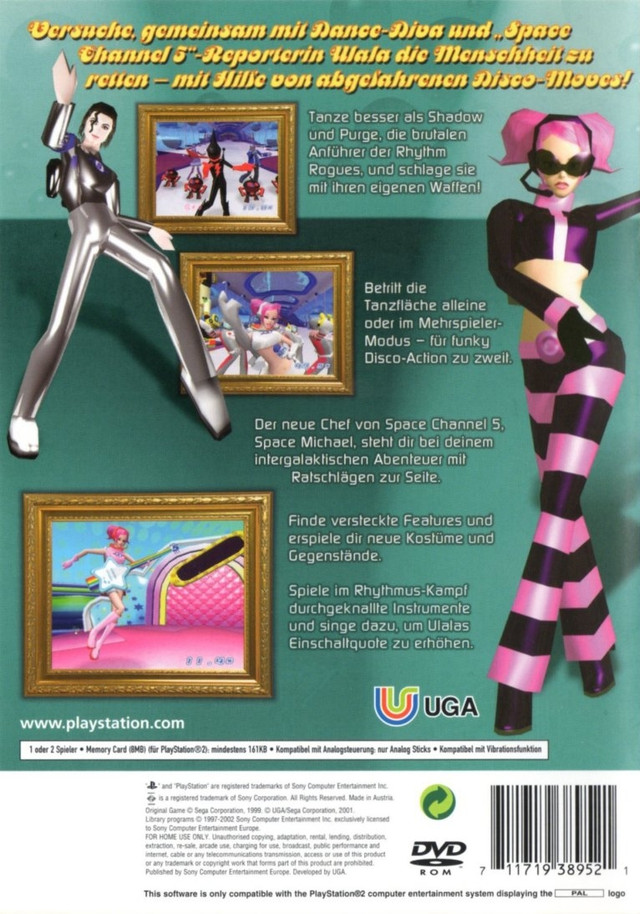 Versuche, gemeinsam mit Dance-Diva und „Space
Channel 5“-Reporterin Ulala die Menschheit zu
retten – mit Hilfe von abgefahrenen Disco-Moves!
Tanze besser als Shadow
und Purge, die brutalen
Anführer der Rhythm
Rogues, und schlage sie
mit ihren eigenen Waffen!
Betritt die
Tanzfläche alleine
oder im Mehrspieler-
Modus – für funky
Disco-Action zu zweit.
Der neue Chef von Space Channel 5,
Space Michael, steht dir bei deinem
intergalaktischen Abenteuer mit
Ratschlägen zur Seite.
Finde versteckte Features und
erspiele dir neue Kostüme und
Gegenstände.
Spiele im Rhythmus-Kampf
durchgeknallte Instrumente
und singe dazu, um Ulalas
Einschaltquote zu erhöhen.
www.playstation.com
UGA
1 oder 2 Spieler • Memory Card (8MB) (für PlayStation®2): mindestens 161KB • Kompatibel mit Analogsteuerung: nur Analog Sticks • Kompatibel mit Vibrationsfunktion
" and "PlayStation" are registered trademarks of Sony Computer Entertainment Inc.
is a registered trademark of Sony Corporation. All Rights Reserved. Made in Austria.
Original Game © Sega Corporation, 1999. © UGA/Sega Corporation, 2001.
Library programs © 1997-2002 Sony Computer Entertainment Inc. exclusively licensed
to Sony Computer Entertainment Europe.
FOR HOME USE ONLY. Unauthorised copying, adaptation, rental, lending, distribution,
extraction, re-sale, arcade use, charging for use, broadcast, public performance and
internet, cable or any telecommunications transmission, access or use of this product
or any trademark or copyright work that forms part of this product are prohibited.
Published by Sony Computer Entertainment Europe. Developed by UGA.
DVD
ROM
7 11719 38952 1
This software is only compatible with the PlayStation®2 computer entertainment system displaying the PAL logo